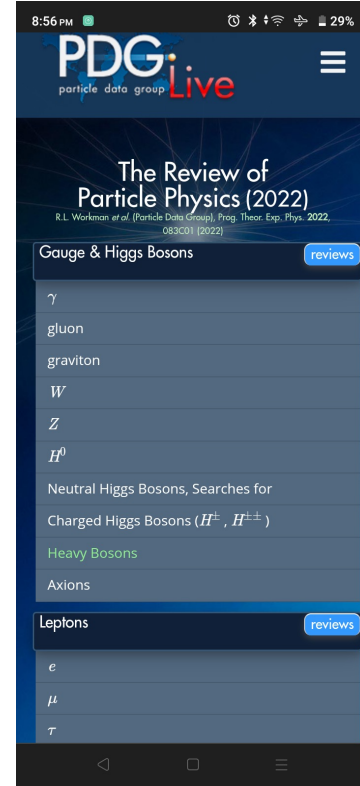 8:56 PM 29%
PDG Live
particle data group
The Review of
Particle Physics (2022)
R.L. Workman et al. (Particle Data Group), Prog. Theor. Exp. Phys. 2022,
083C01 (2022)
Gauge & Higgs Bosons reviews
γ
gluon
graviton
W
Z
H⁰
Neutral Higgs Bosons, Searches for
Charged Higgs Bosons (H±, H±±)
Heavy Bosons
Axions
Leptons reviews
e
μ
τ